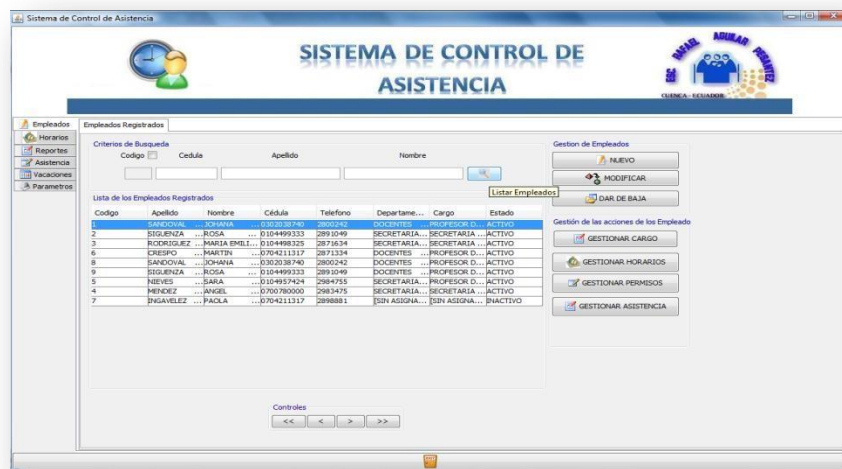 Sistema de Control de Asistencia
SISTEMA DE CONTROL DE
ASISTENCIA
ESC RAFAEL AGUILAR PESANTEZ
CUENCA - ECUADOR
Empleados
Horarios
Reportes
Asistencia
Vacaciones
Parametros
Empleados Registrados
Criterios de Busqueda
Codigo Cedula Apellido Nombre
Listar Empleados
Lista de los Empleados Registrados
Codigo Apellido Nombre Cédula Telefono Departame... Cargo Estado
1 SANDOVAL ... JOHANA ... 0302038740 2800242 DOCENTES ... PROFESOR D... ACTIVO
2 SIGUENZA ... ROSA ... 0104499333 2891049 SECRETARIA... SECRETARIA ... ACTIVO
3 RODRIGUEZ ... MARIA EMILI... 0104498325 2871634 SECRETARIA... SECRETARIA ... ACTIVO
6 CRESPO ... MARTIN ... 0704211317 2871334 DOCENTES ... PROFESOR D... ACTIVO
8 SANDOVAL ... JOHANA ... 0302038740 2800242 DOCENTES ... PROFESOR D... ACTIVO
9 SIGUENZA ... ROSA ... 0104499333 2891049 DOCENTES ... PROFESOR D... ACTIVO
5 NIEVES ... SARA ... 0104957424 2984755 SECRETARIA... SECRETARIA ... ACTIVO
4 MENDEZ ... ANGEL ... 0700780000 2983475 SECRETARIA... SECRETARIA ... ACTIVO
7 INGAVELEZ ... PAOLA ... 0704211317 2898881 [SIN ASIGNA... [SIN ASIGNA... INACTIVO
Controles
<< < > >>
Gestion de Empleados
NUEVO
MODIFICAR
DAR DE BAJA
Gestión de las acciones de los Empleado
GESTIONAR CARGO
GESTIONAR HORARIOS
GESTIONAR PERMISOS
GESTIONAR ASISTENCIA